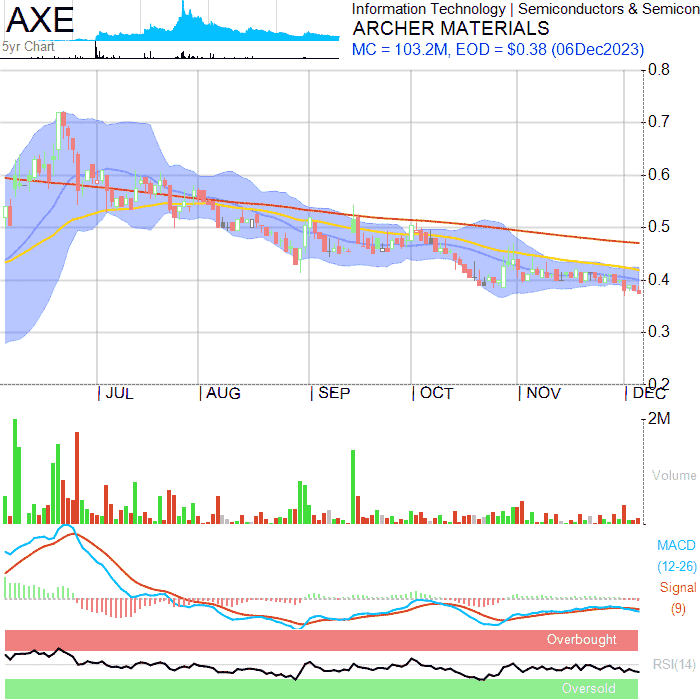 AXE
5yr Chart
Information Technology | Semiconductors & Semicon
ARCHER MATERIALS
MC = 103.2M, EOD = $0.38 (06Dec2023)
0.8
0.7
0.6
0.5
0.4
0.3
0.2
JUL
AUG
SEP
OCT
NOV
DEC
2M
Volume
MACD
(12-26)
Signal
(9)
Overbought
RSI(14)
Oversold